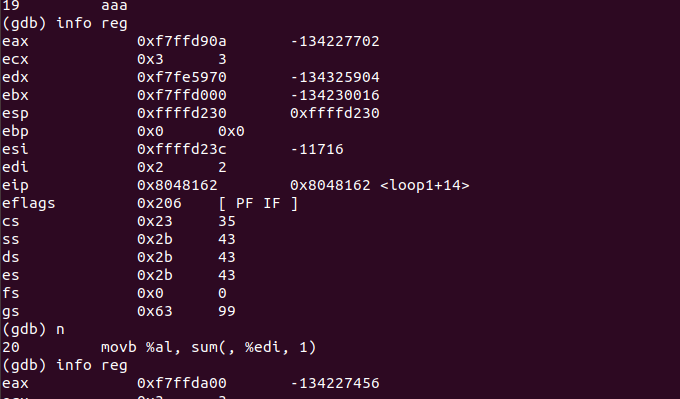 19 aaa
(gdb) info reg
eax 0xf7ffd90a -134227702
ecx 0x3 3
edx 0xf7fe5970 -134325904
ebx 0xf7ffd000 -134230016
esp 0xffffd230 0xffffd230
ebp 0x0 0x0
esi 0xffffd23c -11716
edi 0x2 2
eip 0x8048162 0x8048162 <loop1+14>
eflags 0x206 [ PF IF ]
cs 0x23 35
ss 0x2b 43
ds 0x2b 43
es 0x2b 43
fs 0x0 0
gs 0x63 99
(gdb) n
20 movb %al, sum(, %edi, 1)
(gdb) info reg
eax 0xf7ffda00 -134227456